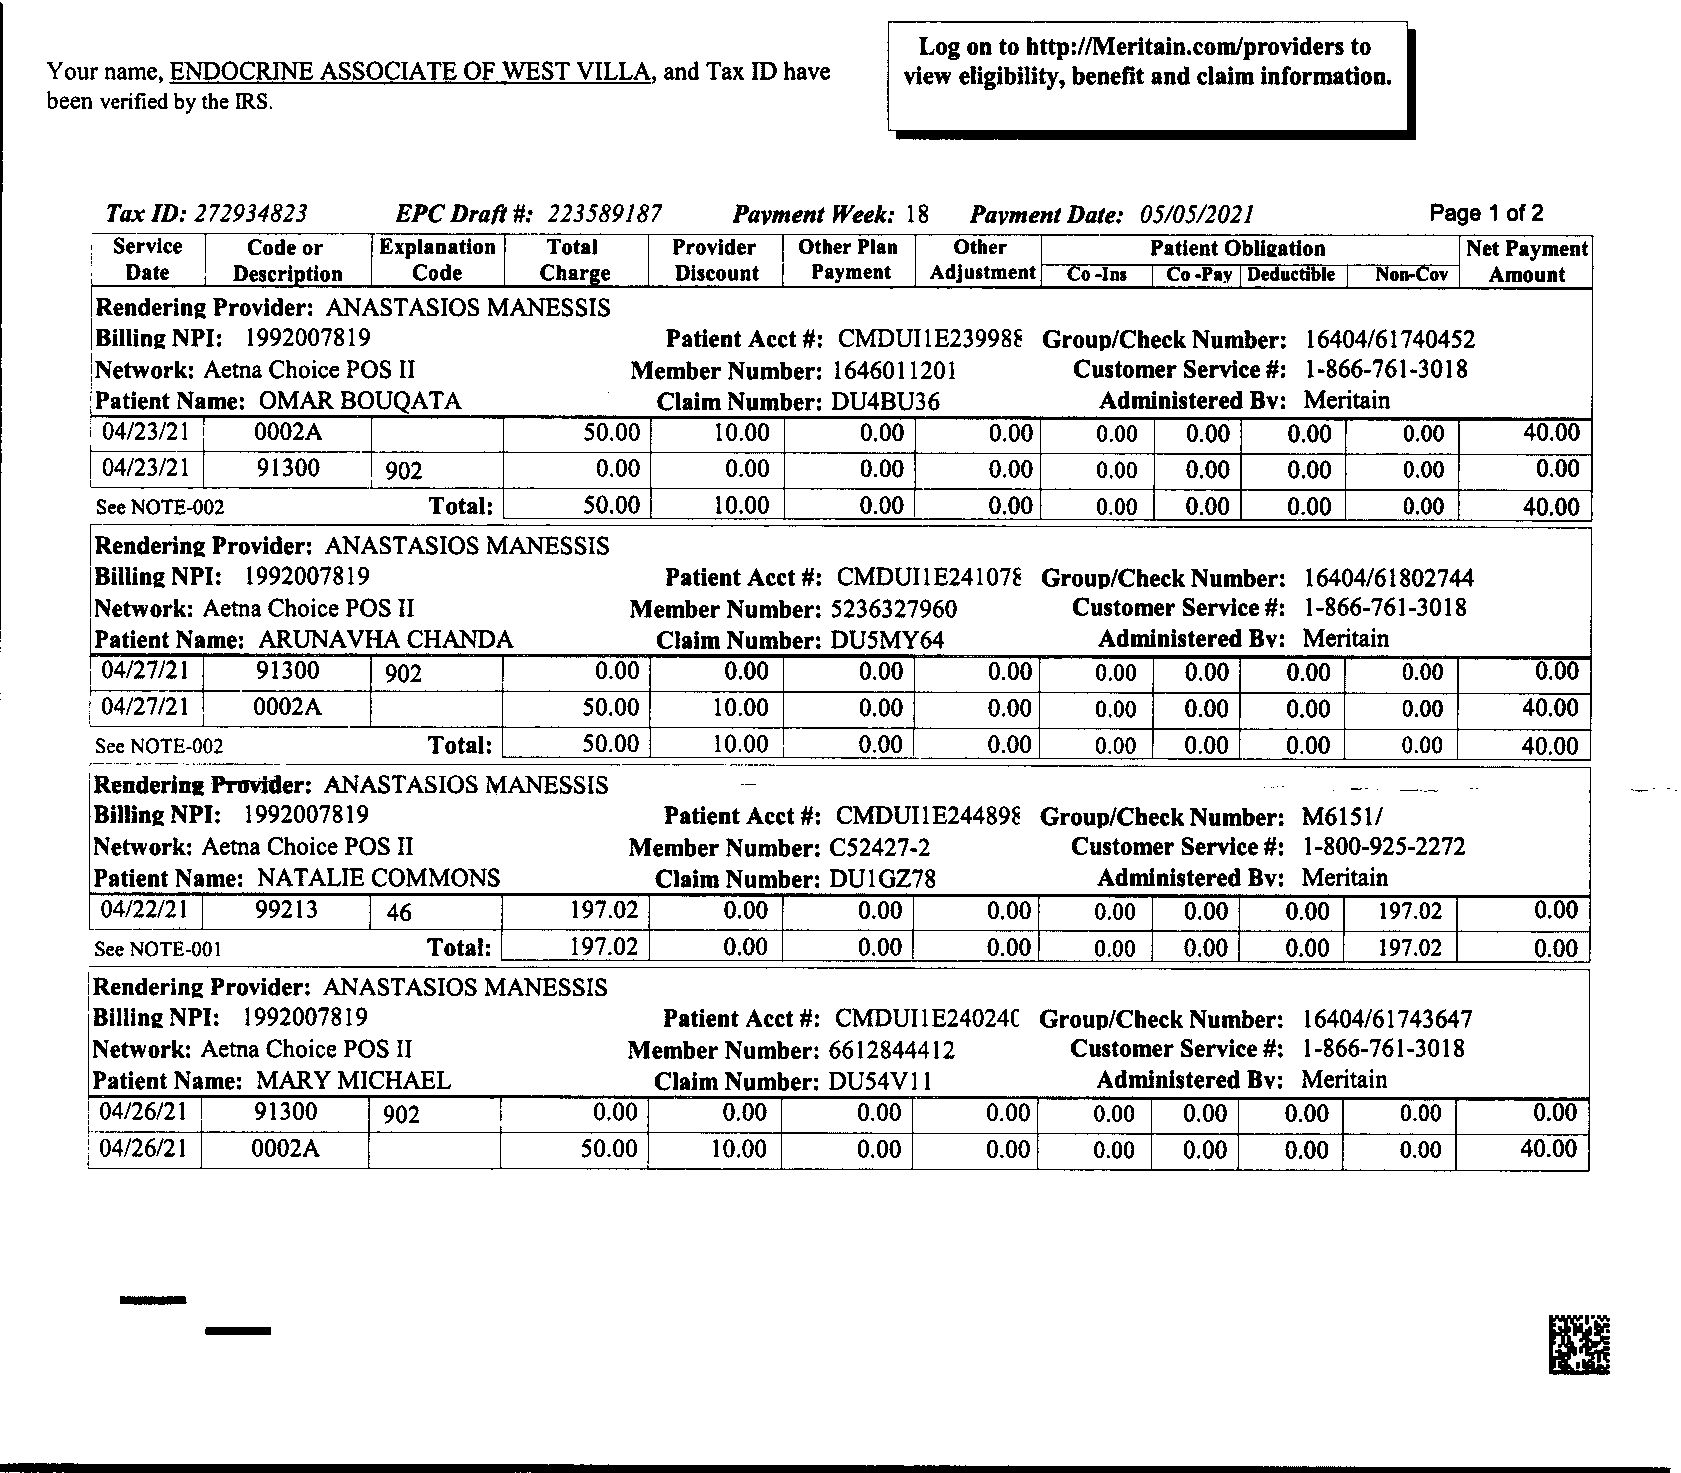 Log on to http://Meritain.com/providers to
view eligibility, benefit and claim information.
Your name, ENDOCRINE ASSOCIATE OF WEST VILLA, and Tax ID have
been verified by the IRS.
Tax ID: 272934823 EPC Draft #: 223589187 Payment Week: 18 Payment Date: 05/05/2021 Page 1 of 2
Service Code or Explanation Total Provider Other Plan Other Patient Obligation Net Payment
Date Description Code Charge Discount Payment Adjustment Co -Ins Co -Pay Deductible Non-Cov Amount
Rendering Provider: ANASTASIOS MANESSIS
Billing NPI: 1992007819 Patient Acct #: CMDUI1E239988 Group/Check Number: 16404/61740452
Network: Aetna Choice POS II Member Number: 1646011201 Customer Service #: 1-866-761-3018
Patient Name: OMAR BOUQATA Claim Number: DU4BU36 Administered By: Meritain
04/23/21 0002A 50.00 10.00 0.00 0.00 0.00 0.00 0.00 0.00 40.00
04/23/21 91300 902 0.00 0.00 0.00 0.00 0.00 0.00 0.00 0.00 0.00
See NOTE-002 Total: 50.00 10.00 0.00 0.00 0.00 0.00 0.00 0.00 40.00
Rendering Provider: ANASTASIOS MANESSIS
Billing NPI: 1992007819 Patient Acct #: CMDUI1E241078 Group/Check Number: 16404/61802744
Network: Aetna Choice POS II Member Number: 5236327960 Customer Service #: 1-866-761-3018
Patient Name: ARUNAVHA CHANDA Claim Number: DU5MY64 Administered By: Meritain
04/27/21 91300 902 0.00 0.00 0.00 0.00 0.00 0.00 0.00 0.00 0.00
04/27/21 0002A 50.00 10.00 0.00 0.00 0.00 0.00 0.00 0.00 40.00
See NOTE-002 Total: 50.00 10.00 0.00 0.00 0.00 0.00 0.00 0.00 40.00
Rendering Provider: ANASTASIOS MANESSIS
Billing NPI: 1992007819 Patient Acct #: CMDUI1E244898 Group/Check Number: M6151/
Network: Aetna Choice POS II Member Number: C52427-2 Customer Service #: 1-800-925-2272
Patient Name: NATALIE COMMONS Claim Number: DU1GZ78 Administered By: Meritain
04/22/21 99213 46 197.02 0.00 0.00 0.00 0.00 0.00 0.00 197.02 0.00
See NOTE-001 Total: 197.02 0.00 0.00 0.00 0.00 0.00 0.00 197.02 0.00
Rendering Provider: ANASTASIOS MANESSIS
Billing NPI: 1992007819 Patient Acct #: CMDUI1E24024C Group/Check Number: 16404/61743647
Network: Aetna Choice POS II Member Number: 6612844412 Customer Service #: 1-866-761-3018
Patient Name: MARY MICHAEL Claim Number: DU54V11 Administered By: Meritain
04/26/21 91300 902 0.00 0.00 0.00 0.00 0.00 0.00 0.00 0.00 0.00
04/26/21 0002A 50.00 10.00 0.00 0.00 0.00 0.00 0.00 0.00 40.00